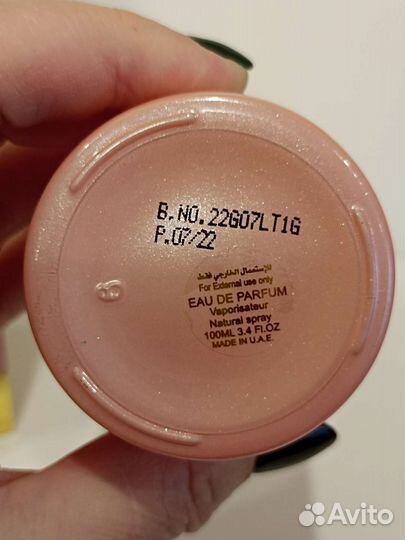 B.NO.22G07LT1G
P.07/22
للإستعمال الخارجي فقط
For External use only
EAU DE PARFUM
Vaporisateur
Natural spray
100ML 3.4 Fl.OZ
MADE IN U.A.E.
Avito